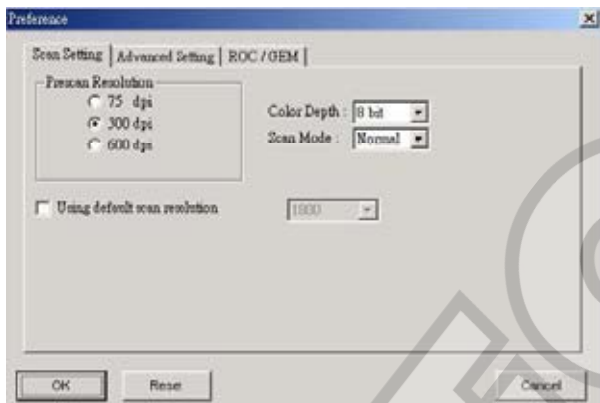 Preference
Scan Setting Advanced Setting ROC / GEM
Prescan Resolution
75 dpi
300 dpi
600 dpi
Color Depth : 8 bit
Scan Mode : Normal
Using default scan resolution
OK Reset Cancel